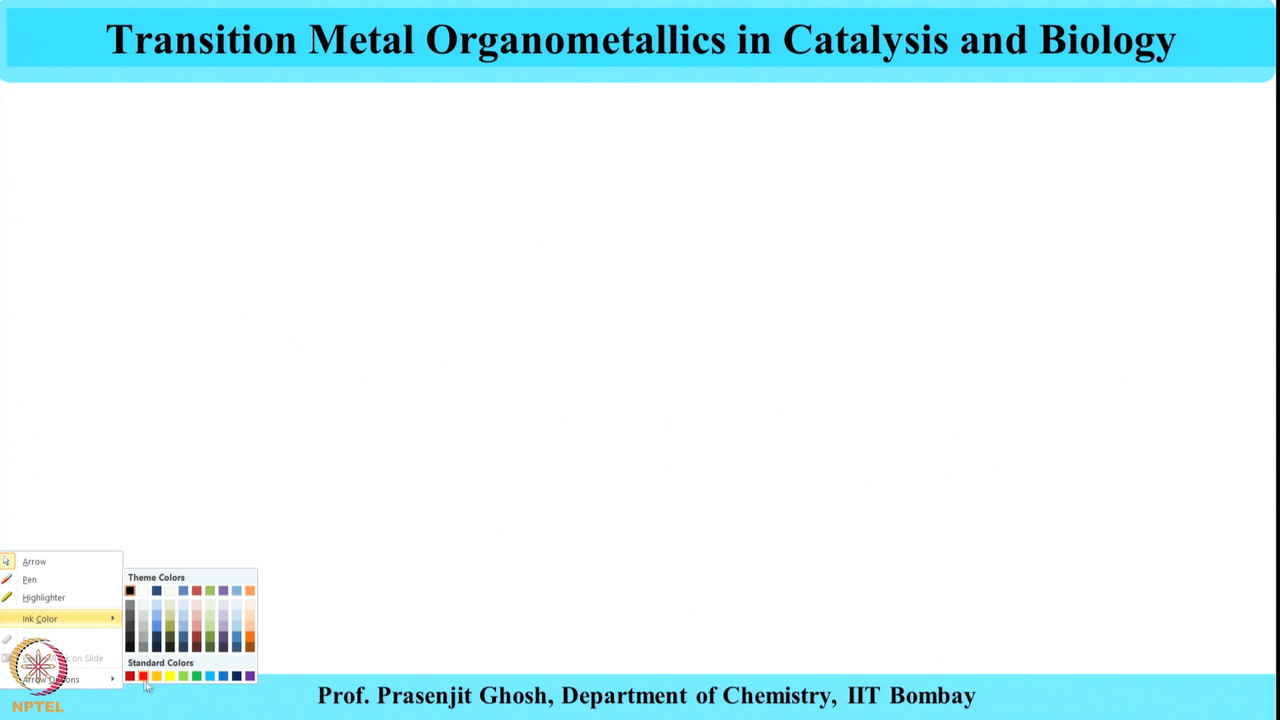 Transition Metal Organometallics in Catalysis and Biology
Arrow
Pen
Highlighter
Ink Color
on Slide
Options
Theme Colors
Standard Colors
NPTEL
Prof. Prasenjit Ghosh, Department of Chemistry, IIT Bombay